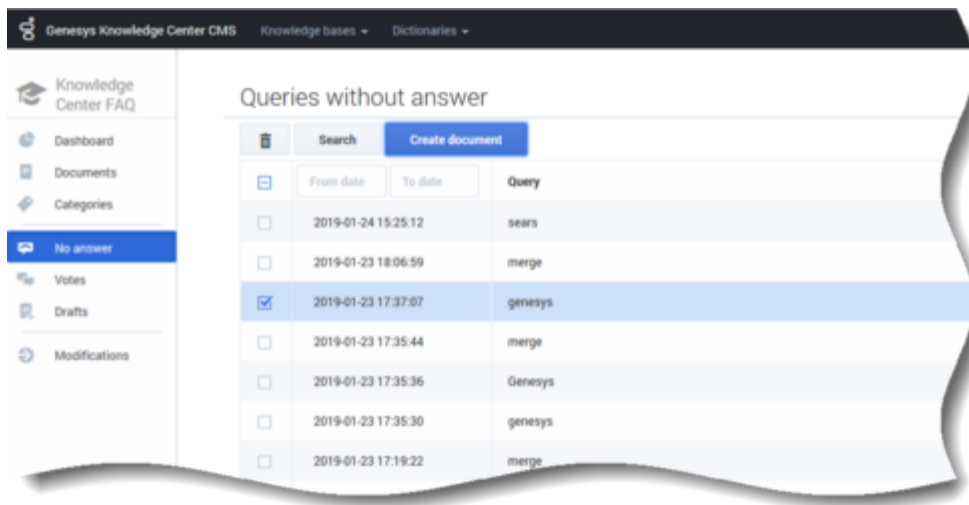 Genesys Knowledge Center CMS Knowledge bases Dictionaries
Knowledge
Center FAQ
Dashboard
Documents
Categories
No answer
Votes
Drafts
Modifications
Queries without answer
Search Create document
From date To date Query
2019-01-24 15:25:12 sears
2019-01-23 18:06:59 merge
2019-01-23 17:37:07 genesys
2019-01-23 17:35:44 merge
2019-01-23 17:35:36 Genesys
2019-01-23 17:35:30 genesys
2019-01-23 17:19:22 merge